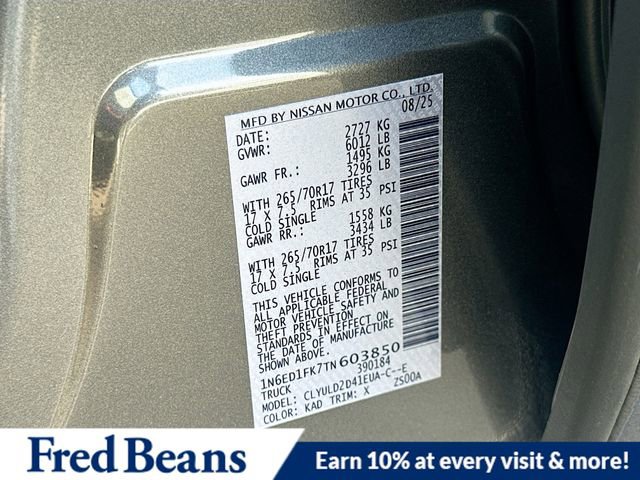 MFD BY NISSAN MOTOR CO., LTD.
DATE: 08/25
GVWR: 2727 KG
6012 LB
GAWR FR.: 1495 KG
3296 LB
WITH 265/70R17 TIRES
17 X 7.5 RIMS AT 35 PSI
COLD SINGLE
GAWR RR.: 1558 KG
3434 LB
WITH 265/70R17 TIRES
17 X 7.5 RIMS AT 35 PSI
COLD SINGLE
THIS VEHICLE CONFORMS TO
ALL APPLICABLE FEDERAL
MOTOR VEHICLE SAFETY AND
THEFT PREVENTION
STANDARDS IN EFFECT ON
THE DATE OF MANUFACTURE
SHOWN ABOVE.
1N6ED1FK7TN603850
TRUCK 390184
MODEL: CLYULD2D41EUA-C--E
COLOR: KAD TRIM: X ZS00A
Fred Beans
Earn 10% at every visit & more!